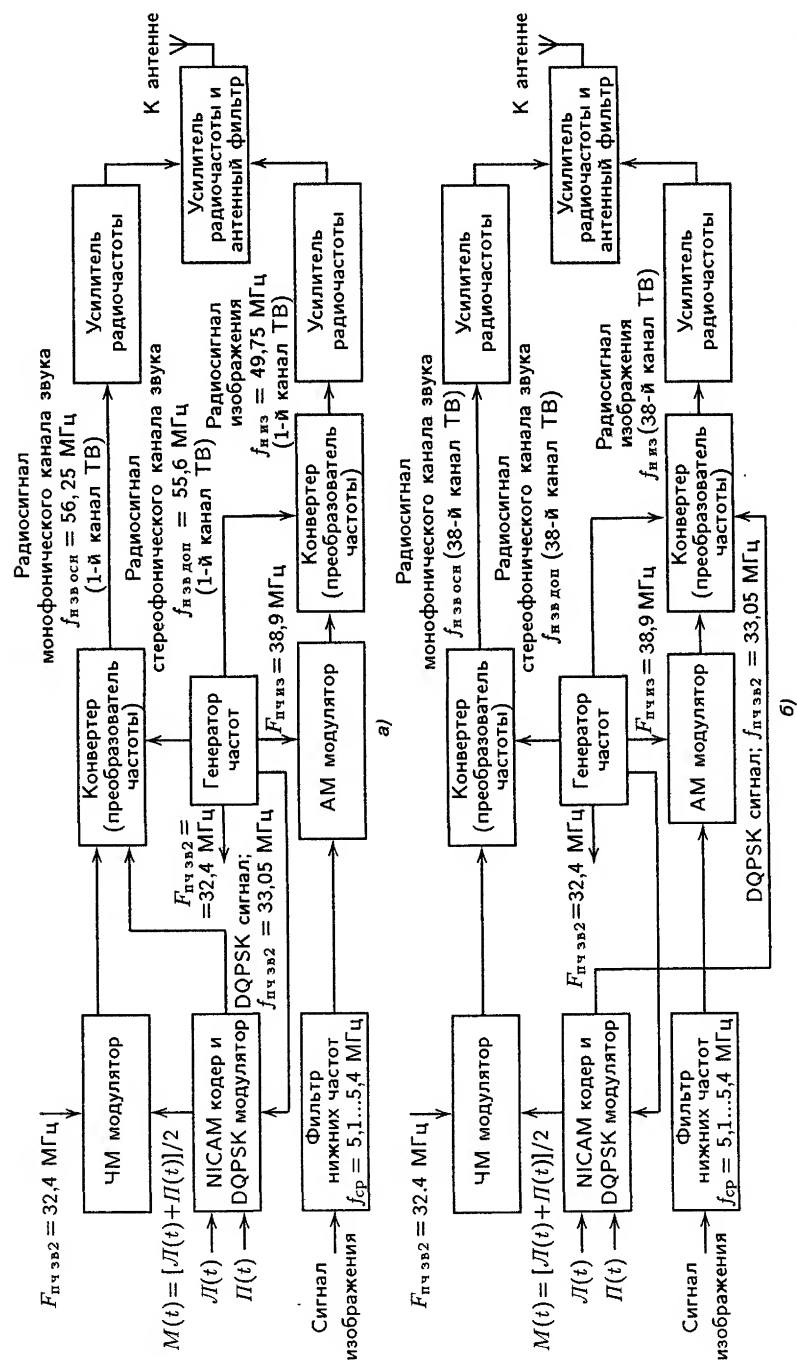 F пч зв2 = 32,4 МГц
ЧМ модулятор
M(t) = [Л(t)+П(t)]/2
Л(t)
П(t)
NICAM кодер и
DQPSK модулятор
Сигнал
изображения
Фильтр
нижних частот
fср = 5,1...5,4 МГц
DQPSK сигнал;
f пч зв2 = 33,05 МГц
F пч зв2 =
=32,4 МГц
Конвертер
(преобразователь
частоты)
Генератор
частот
F пч из = 38,9 МГц
АМ модулятор
Радиосигнал
монофонического канала звука
f н зв осн = 56,25 МГц
(1-й канал ТВ)
Радиосигнал
стереофонического канала звука
f н зв доп = 55,6 МГц
(1-й канал ТВ)
Конвертер
(преобразователь
частоты)
Радиосигнал
изображения
f н из = 49,75 МГц
(1-й канал ТВ)
Усилитель
радиочастоты
Усилитель
радиочастоты
Усилитель
радиочастоты и
антенный фильтр
К антенне
а)
F пч зв2 = 32.4 МГц
ЧМ модулятор
M(t) = [Л(t)+П(t)]/2
Л(t)
П(t)
NICAM кодер и
DQPSK модулятор
Сигнал
изображения
Фильтр
нижних частот
fср = 5,1...5,4 МГц
F пч зв2 =32,4 МГц
Конвертер
(преобразователь
частоты)
Генератор
частот
F пч из = 38,9 МГц
АМ модулятор
DQPSK сигнал; f пч зв2 = 33,05 МГц
Радиосигнал
монофонического канала звука
f н зв осн (38-й канал ТВ)
Радиосигнал
стереофонического канала звука
f н зв доп (38-й канал ТВ)
Конвертер
(преобразователь
частоты)
Радиосигнал
изображения
f н из (38-й канал ТВ)
Усилитель
радиочастоты
Усилитель
радиочастоты
Усилитель
радиочастоты и
антенный фильтр
К антенне
б)